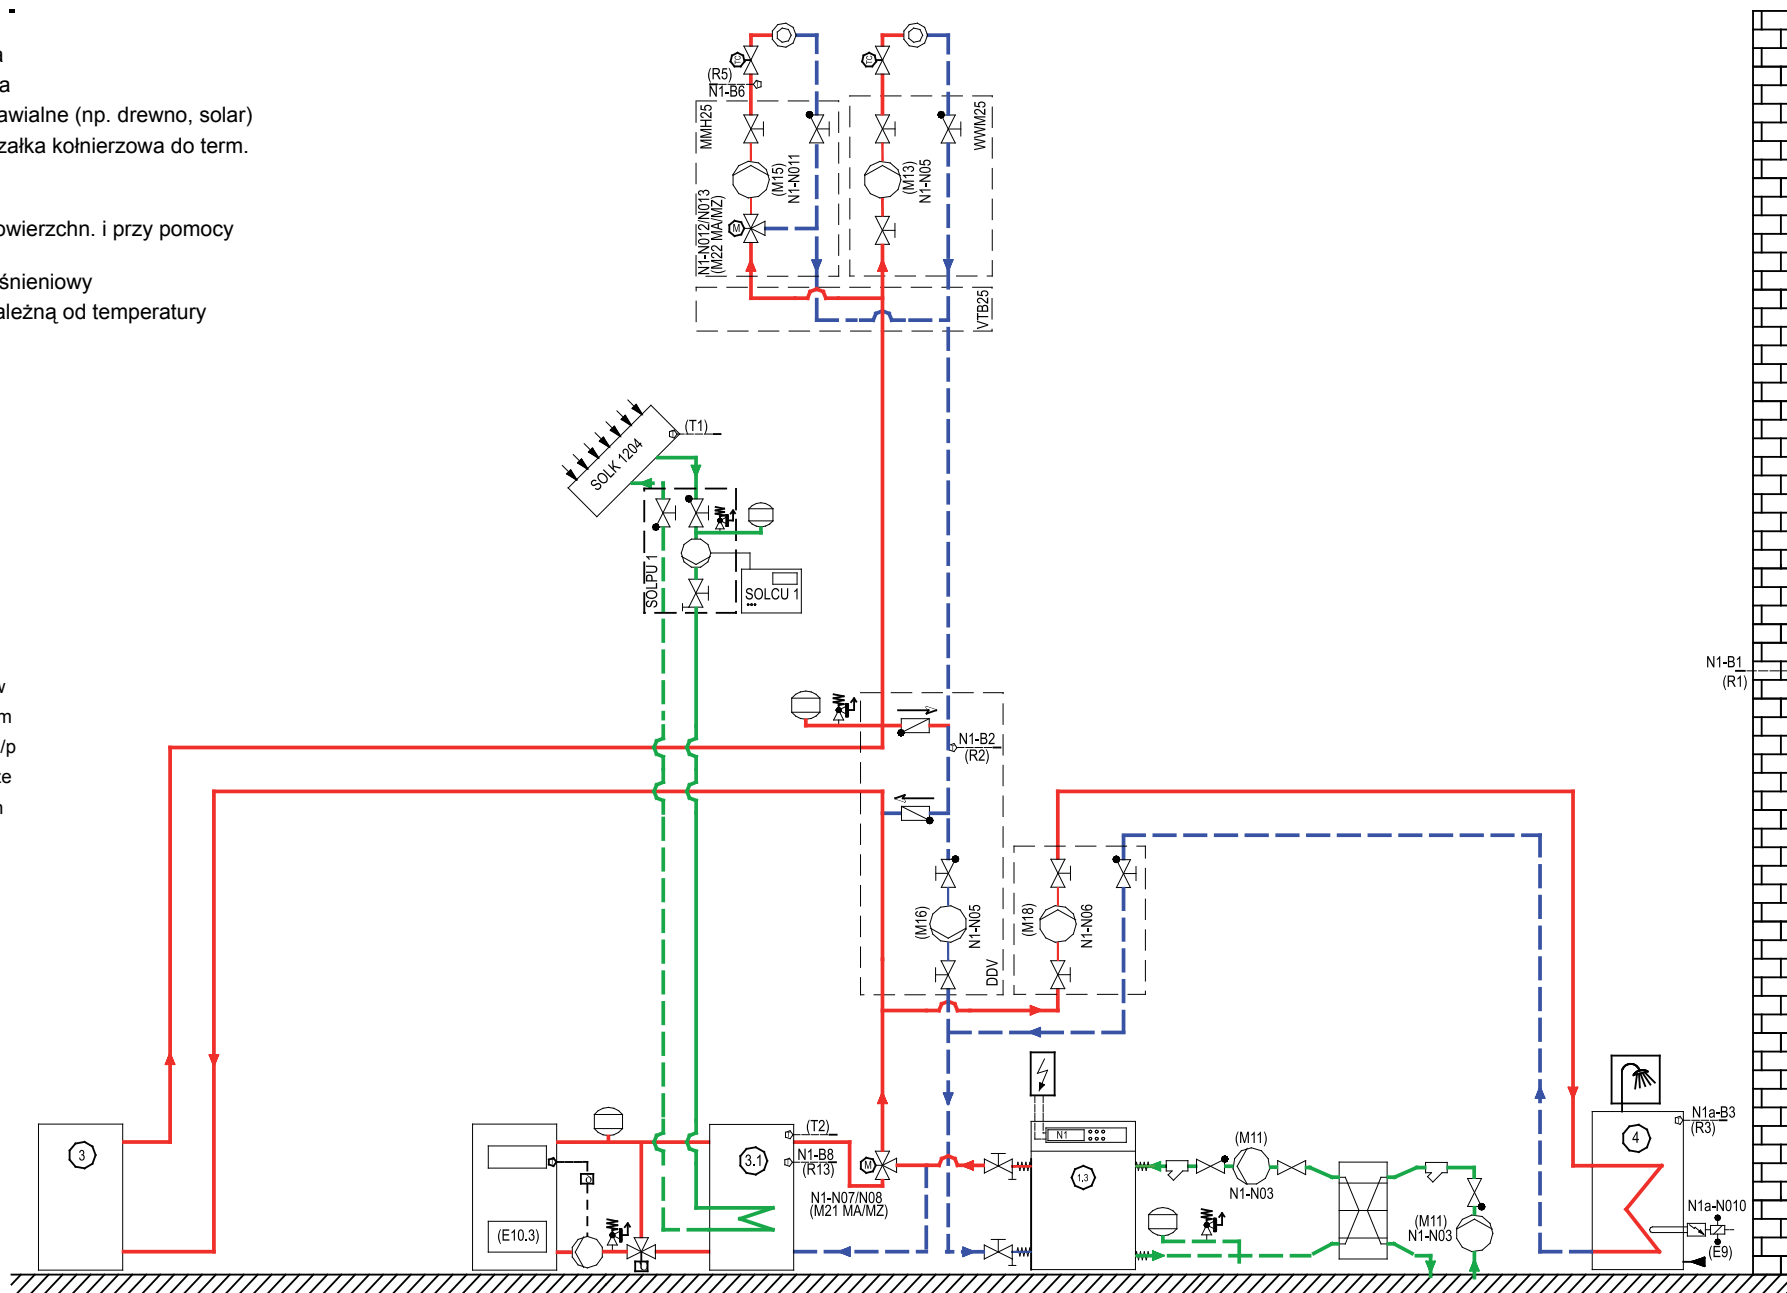 a
a
awialne (np. drewno, solar)
załka kołnierzowa do term.
owierzchn. i przy pomocy
śnieniowy
ależną od temperatury
w
m
/p
te
n
(R5)
N1-B6
TC
TC
MMH25
(M15)
N1-N011
N1-N012/N013
(M22 MA/MZ)
M
WWM25
(M13)
N1-N05
VTB25
SOLK 1204
(T1)
SOLPU 1
SOLCU 1
N1-B1
(R1)
N1-B2
(R2)
(M16)
N1-N05
DDV
(M18)
N1-N06
3
(E10.3)
3.1
(T2)
N1-B8
(R13)
N1-N07/N08
(M21 MA/MZ)
M
N1
1,3
(M11)
N1-N03
(M11)
N1-N03
4
N1a-B3
(R3)
N1a-N010
(E9)